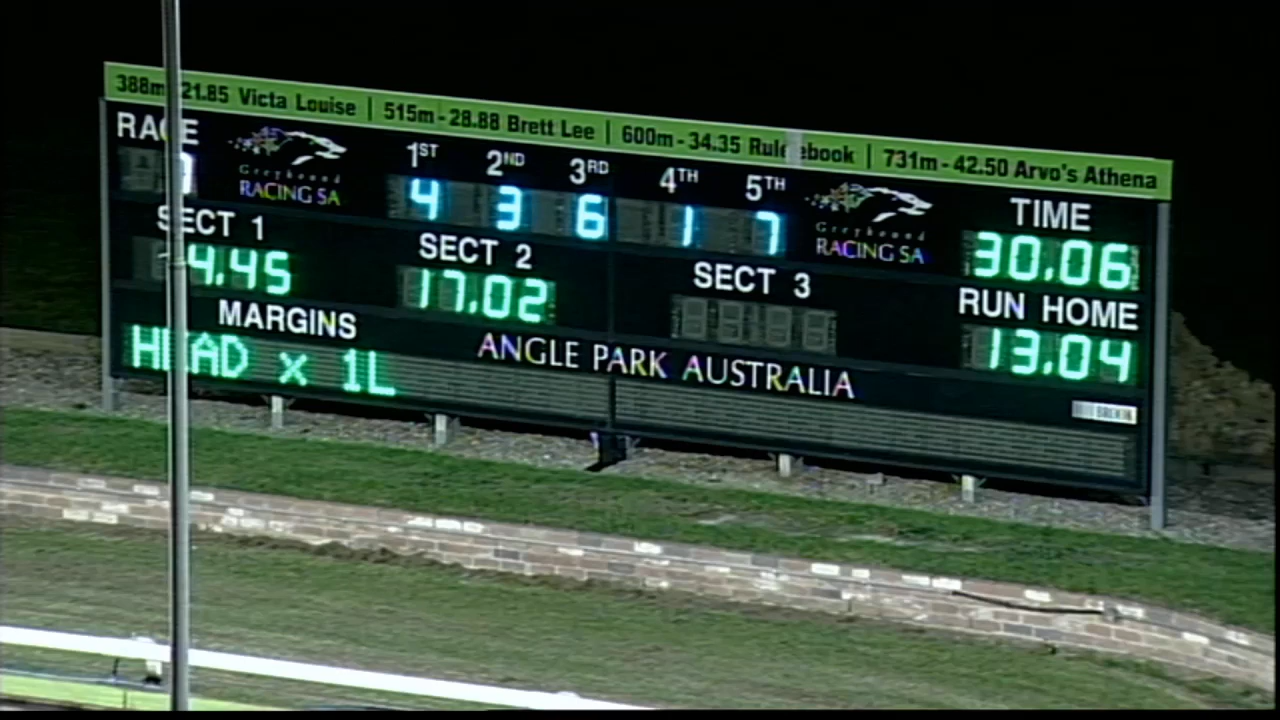 388m 21.85 Victa Louise | 515m - 28.88 Brett Lee | 600m - 34.35 | 731m - 42.50 Arvo's Athena
RACE 1ST 2ND 3RD 4TH 5TH TIME
Greyhound RACING SA 4 3 6 1 7 Greyhound RACING SA 30.06
SECT 1 SECT 2 SECT 3 RUN HOME
4.45 17.02 13.04
MARGINS
HEAD x 1L ANGLE PARK AUSTRALIA